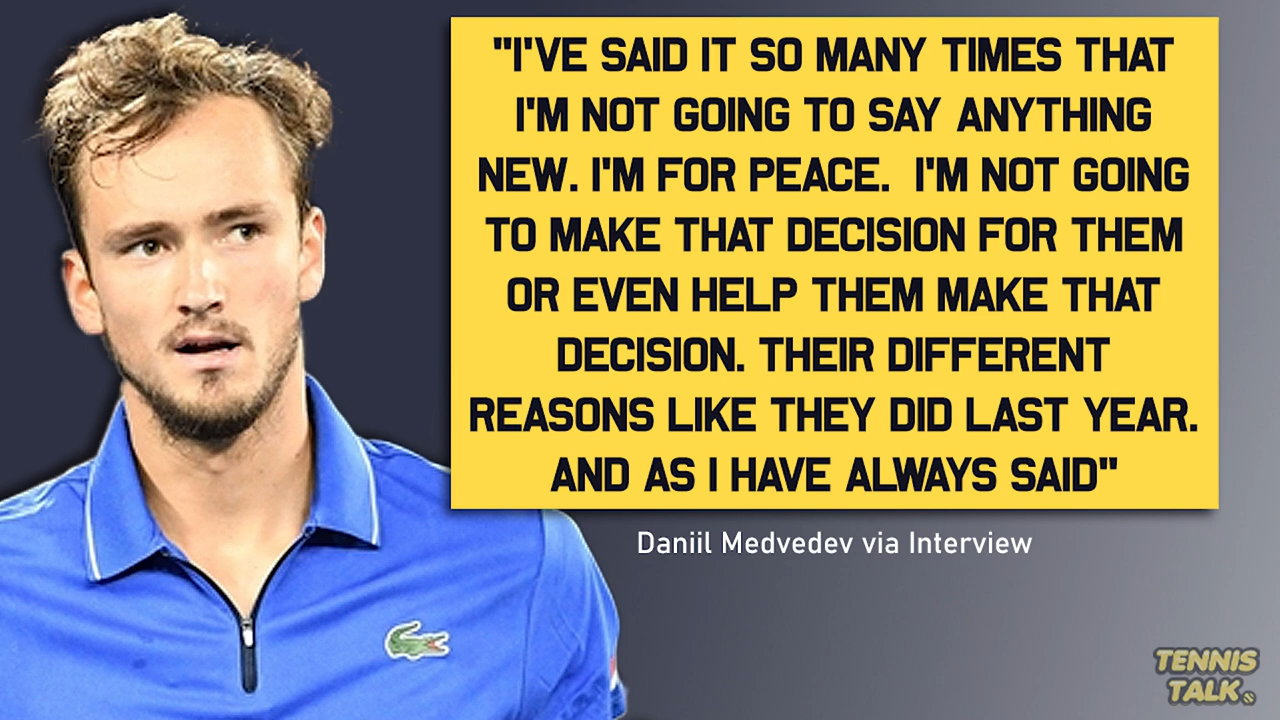 "I'VE SAID IT SO MANY TIMES THAT
I'M NOT GOING TO SAY ANYTHING
NEW. I'M FOR PEACE. I'M NOT GOING
TO MAKE THAT DECISION FOR THEM
OR EVEN HELP THEM MAKE THAT
DECISION. THEIR DIFFERENT
REASONS LIKE THEY DID LAST YEAR.
AND AS I HAVE ALWAYS SAID"
Daniil Medvedev via Interview
TENNIS
TALK